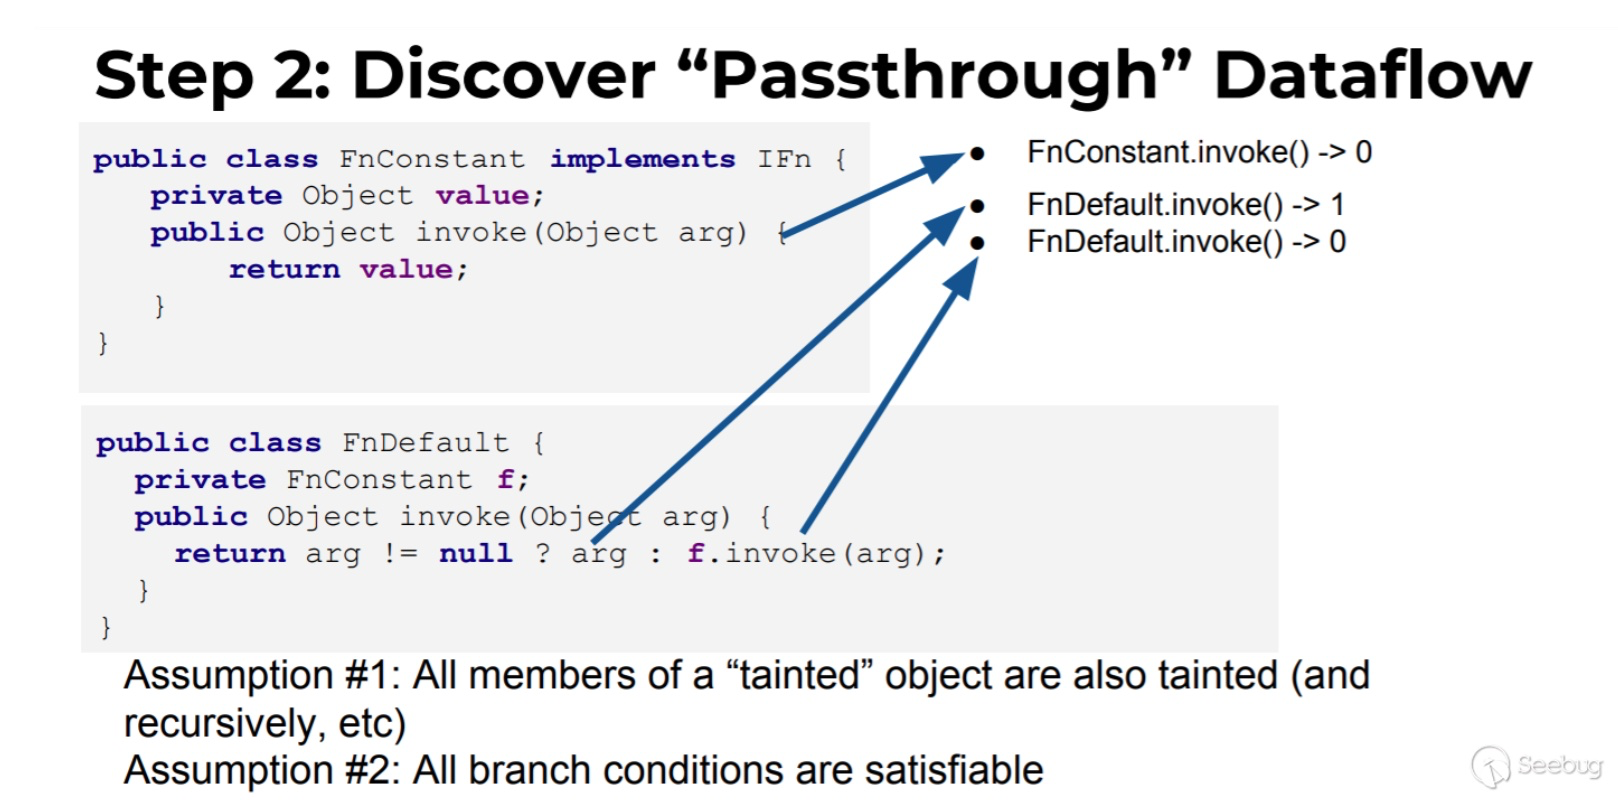 Step 2: Discover “Passthrough” Dataflow
public class FnConstant implements IFn {
private Object value;
public Object invoke(Object arg) {
return value;
}
}
FnConstant.invoke() -> 0
FnDefault.invoke() -> 1
FnDefault.invoke() -> 0
public class FnDefault {
private FnConstant f;
public Object invoke(Object arg) {
return arg != null ? arg : f.invoke(arg);
}
}
Assumption #1: All members of a “tainted” object are also tainted (and
recursively, etc)
Assumption #2: All branch conditions are satisfiable
Seebug